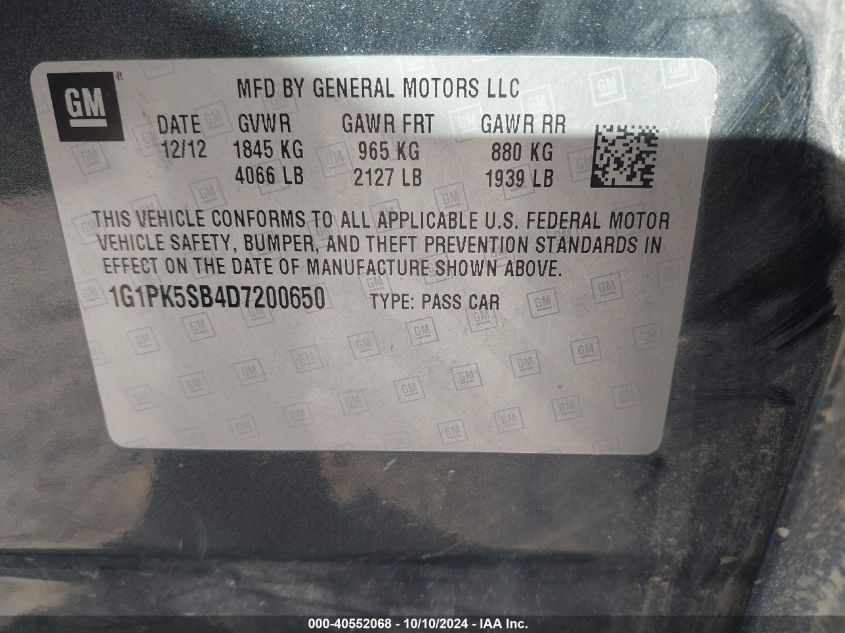 GM
MFD BY GENERAL MOTORS LLC
DATE GVWR GAWR FRT GAWR RR
12/12 1845 KG 965 KG 880 KG
4066 LB 2127 LB 1939 LB
THIS VEHICLE CONFORMS TO ALL APPLICABLE U.S. FEDERAL MOTOR
VEHICLE SAFETY, BUMPER, AND THEFT PREVENTION STANDARDS IN
EFFECT ON THE DATE OF MANUFACTURE SHOWN ABOVE.
1G1PK5SB4D7200650 TYPE: PASS CAR
000-40552068 - 10/10/2024 - IAA Inc.